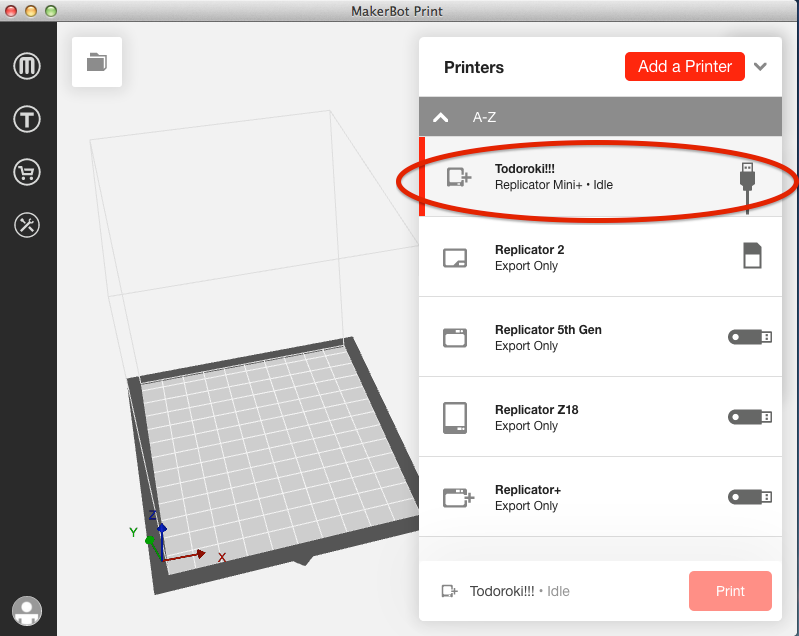 MakerBot Print
Printers
Add a Printer
A-Z
Todoroki!!!
Replicator Mini+ • Idle
Replicator 2
Export Only
Replicator 5th Gen
Export Only
Replicator Z18
Export Only
Replicator+
Export Only
Z
Y
X
Todoroki!!! • Idle
Print